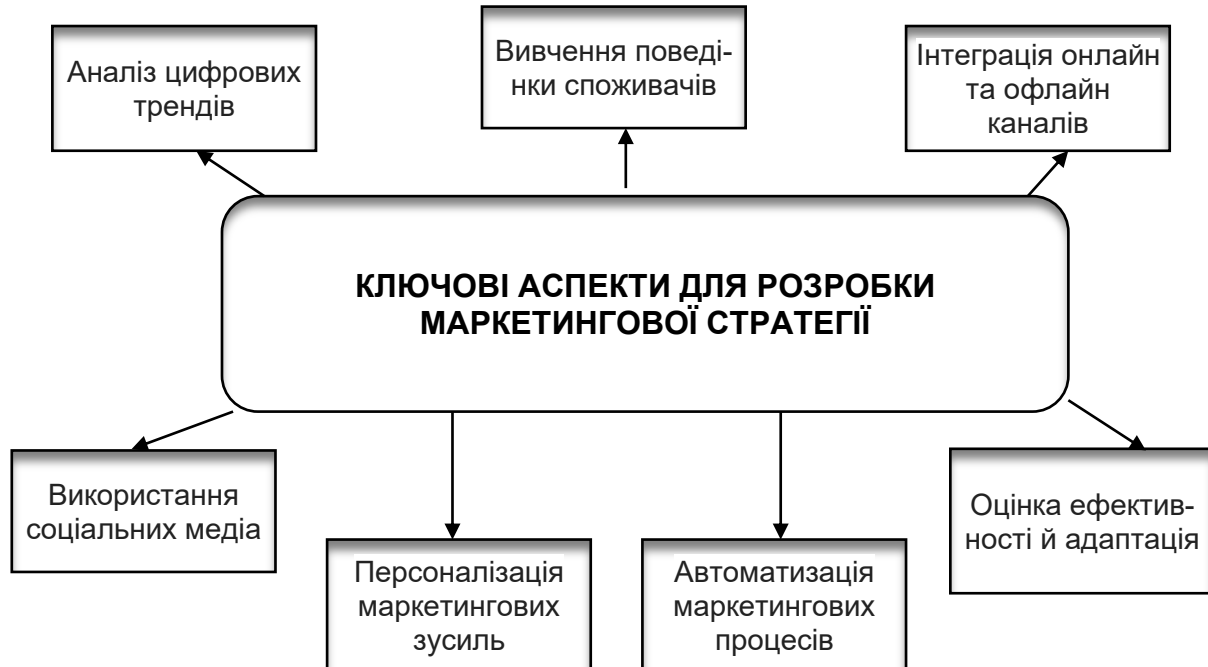 Аналіз цифрових
трендів
Вивчення поведі-
нки споживачів
Інтеграція онлайн
та офлайн
каналів
КЛЮЧОВІ АСПЕКТИ ДЛЯ РОЗРОБКИ
МАРКЕТИНГОВОЇ СТРАТЕГІЇ
Використання
соціальних медіа
Персоналізація
маркетингових
зусиль
Автоматизація
маркетингових
процесів
Оцінка ефектив-
ності й адаптація